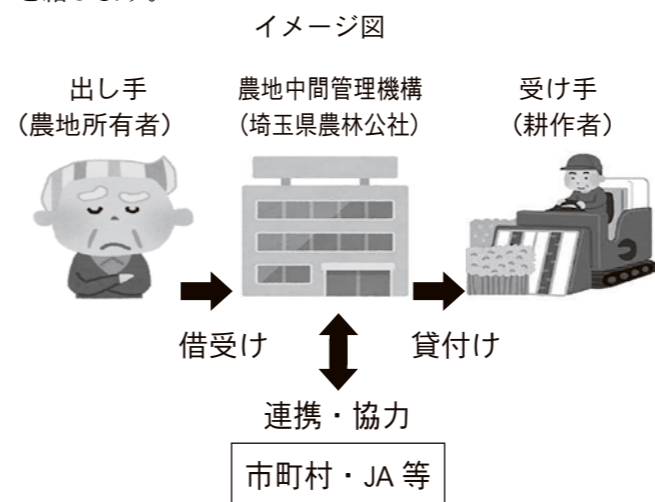 イメージ図
出し手
(農地所有者)
農地中間管理機構
(埼玉県農林公社)
受け手
(耕作者)
借受け
貸付け
連携・協力
市町村・JA 等